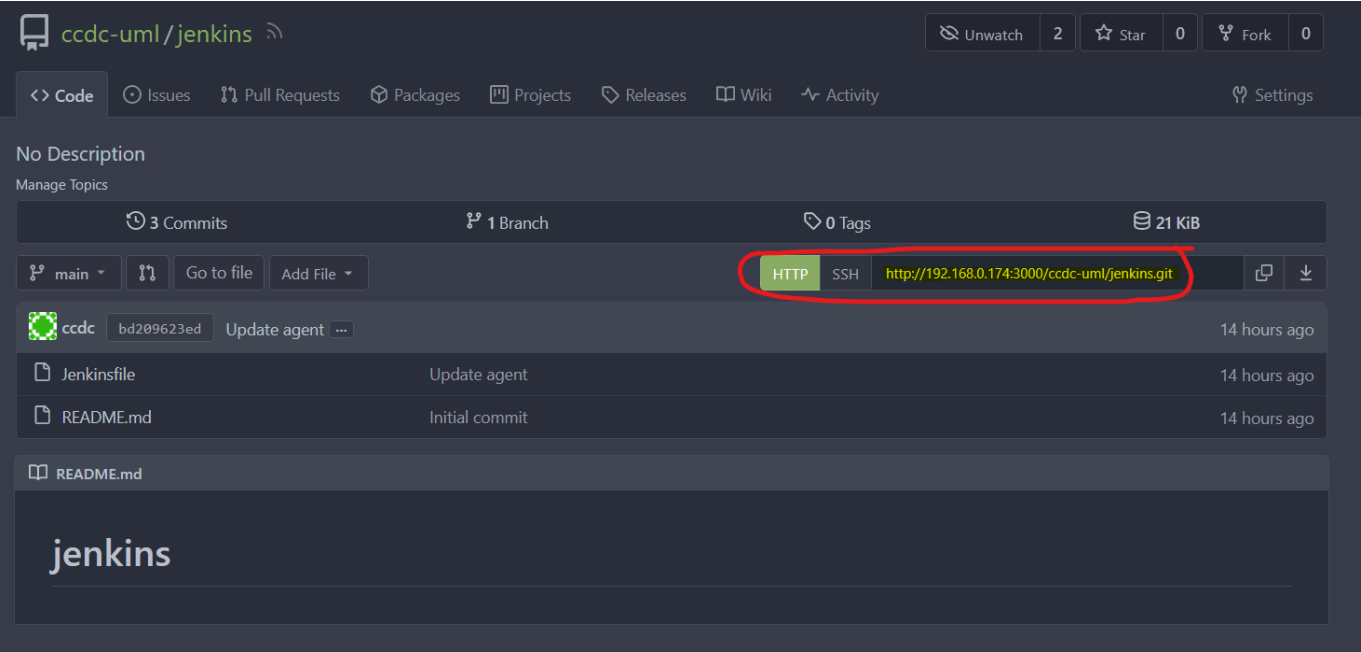 ccdc-uml/jenkins Unwatch 2 Star 0 Fork 0
Code Issues Pull Requests Packages Projects Releases Wiki Activity Settings
No Description
Manage Topics
3 Commits 1 Branch 0 Tags 21 KiB
main Go to file Add File HTTP SSH http://192.168.0.174:3000/ccdc-uml/jenkins.git
ccdc bd209623ed Update agent ... 14 hours ago
Jenkinsfile Update agent 14 hours ago
README.md Initial commit 14 hours ago
README.md
jenkins